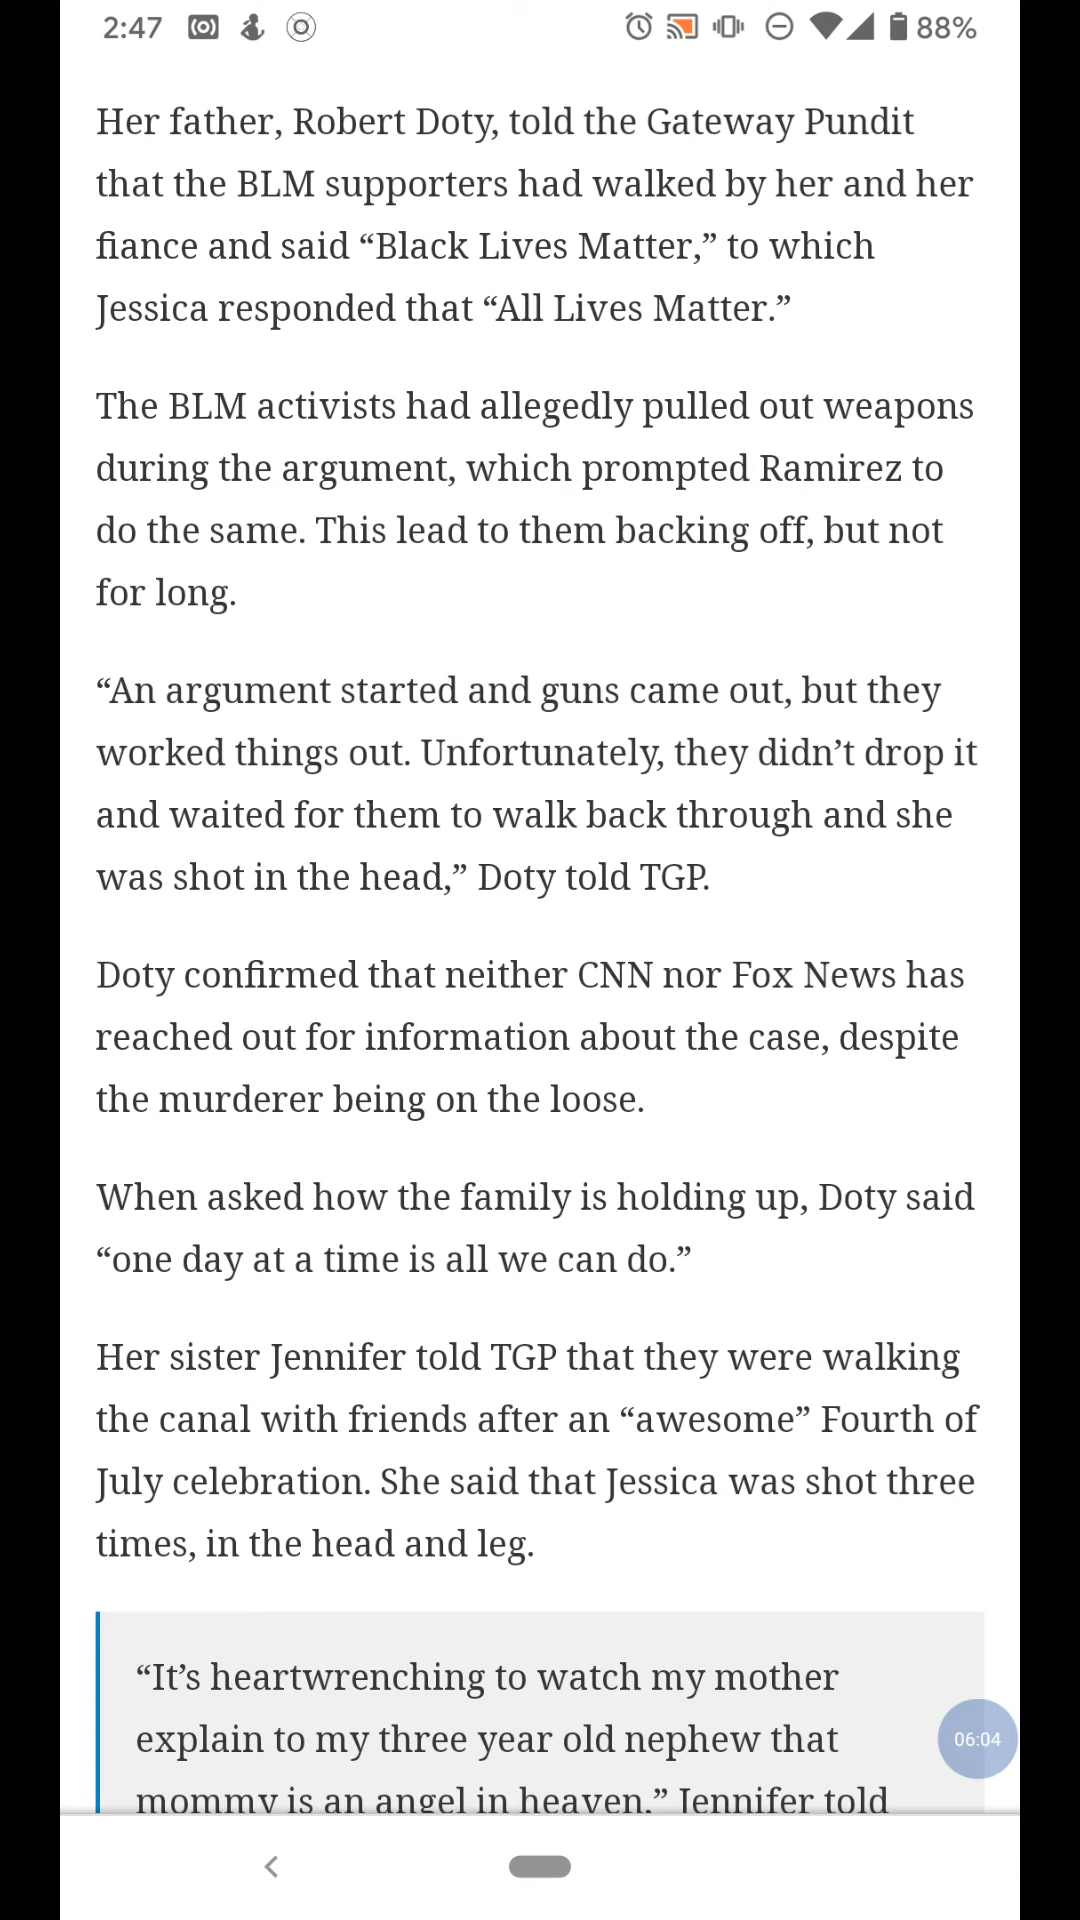 2:47 88%
Her father, Robert Doty, told the Gateway Pundit
that the BLM supporters had walked by her and her
fiance and said “Black Lives Matter,” to which
Jessica responded that “All Lives Matter.”
The BLM activists had allegedly pulled out weapons
during the argument, which prompted Ramirez to
do the same. This lead to them backing off, but not
for long.
“An argument started and guns came out, but they
worked things out. Unfortunately, they didn’t drop it
and waited for them to walk back through and she
was shot in the head,” Doty told TGP.
Doty confirmed that neither CNN nor Fox News has
reached out for information about the case, despite
the murderer being on the loose.
When asked how the family is holding up, Doty said
“one day at a time is all we can do.”
Her sister Jennifer told TGP that they were walking
the canal with friends after an “awesome” Fourth of
July celebration. She said that Jessica was shot three
times, in the head and leg.
“It’s heartwrenching to watch my mother
explain to my three year old nephew that
06:04
mommy is an angel in heaven,” Jennifer told